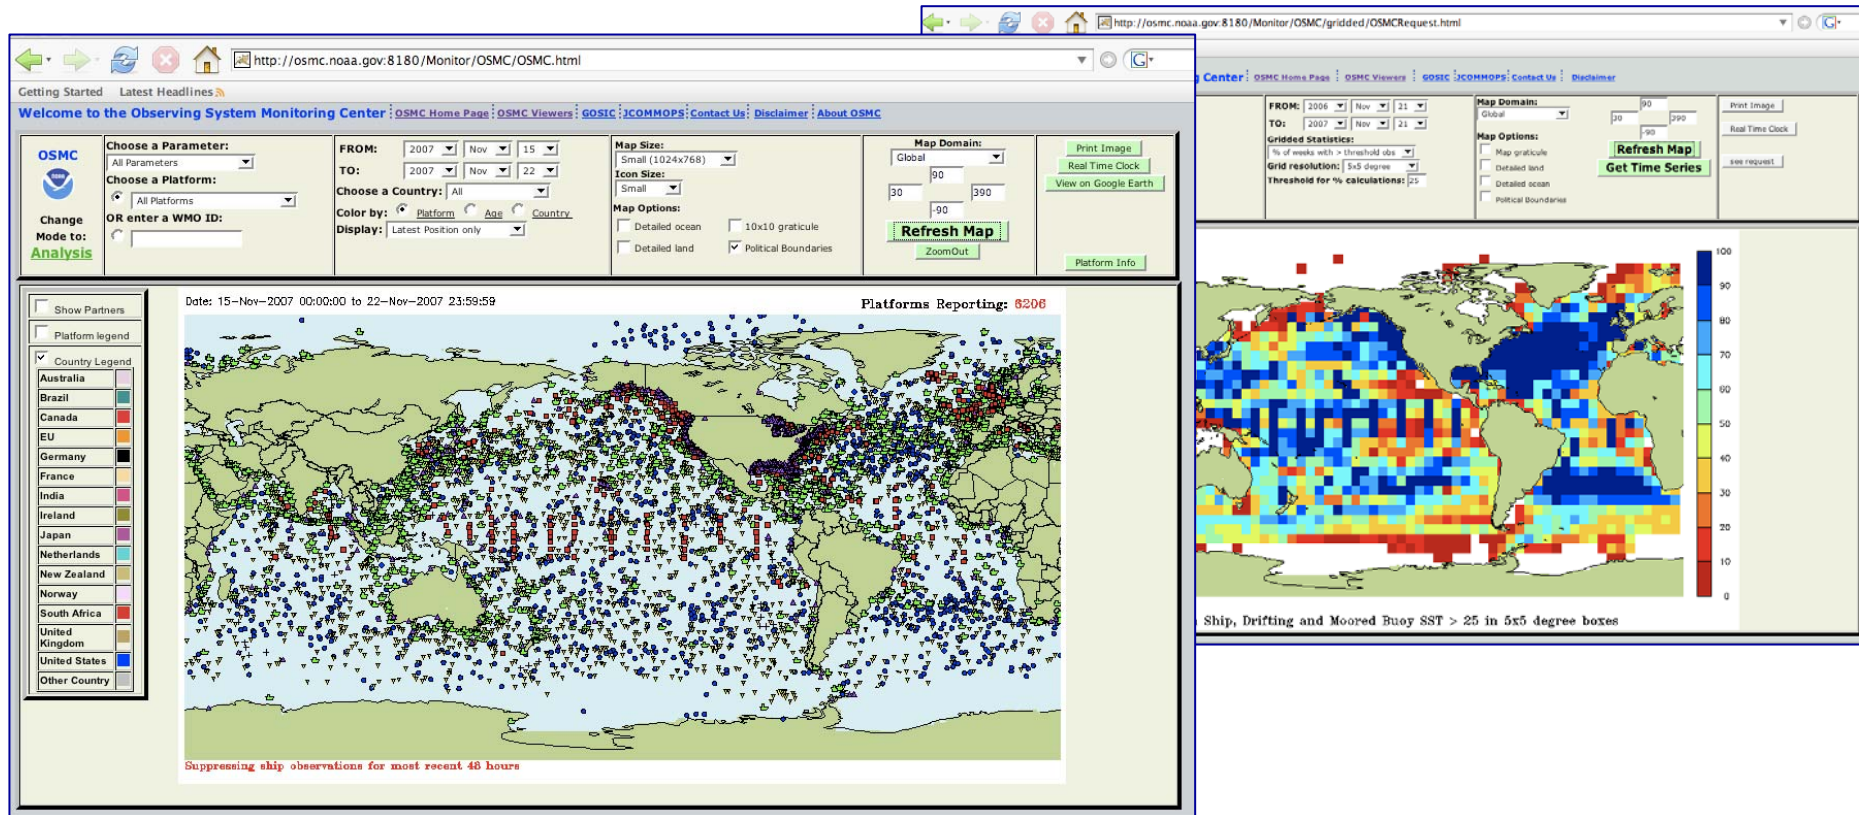 http://osmc.noaa.gov:8180/Monitor/OSMC/OSMC.html
G
Getting Started Latest Headlines
Welcome to the Observing System Monitoring Center OSMC Home Page OSMC Viewers GOSIC JCOMMOPS Contact Us Disclaimer About OSMC
OSMC
Change
Mode to:
Analysis
Choose a Parameter:
All Parameters
Choose a Platform:
All Platforms
OR enter a WMO ID:
FROM: 2007 Nov 15
TO: 2007 Nov 22
Choose a Country: All
Color by: Platform Age Country
Display: Latest Position only
Map Size:
Small (1024x768)
Icon Size:
Small
Map Options:
Detailed ocean 10x10 graticule
Detailed land Political Boundaries
Map Domain:
Global
90
30 390
-90
Refresh Map
ZoomOut
Print Image
Real Time Clock
View on Google Earth
Platform Info
Show Partners
Platform legend
Country Legend
Australia
Brazil
Canada
EU
Germany
France
India
Ireland
Japan
Netherlands
New Zealand
Norway
South Africa
United
Kingdom
United States
Other Country
Date: 15-Nov-2007 00:00:00 to 22-Nov-2007 23:59:59
Platforms Reporting: 6206
Suppressing ship observations for most recent 48 hours
http://osmc.noaa.gov:8180/Monitor/OSMC/gridded/OSMCRequest.html
G
Center OSMC Home Page OSMC Viewers GOSIC JCOMMOPS Contact Us Disclaimer
FROM: 2006 Nov 21
TO: 2007 Nov 21
Gridded Statistics:
% of weeks with > threshold obs
Grid resolution: 5x5 degree
Threshold for % calculations: 25
Map Domain:
Global
90
30 390
-90
Map Options:
Map graticule
Detailed land
Detailed ocean
Political Boundaries
Refresh Map
Get Time Series
Print Image
Real Time Clock
see request
100
90
80
70
60
50
40
30
20
10
0
Ship, Drifting and Moored Buoy SST > 25 in 5x5 degree boxes